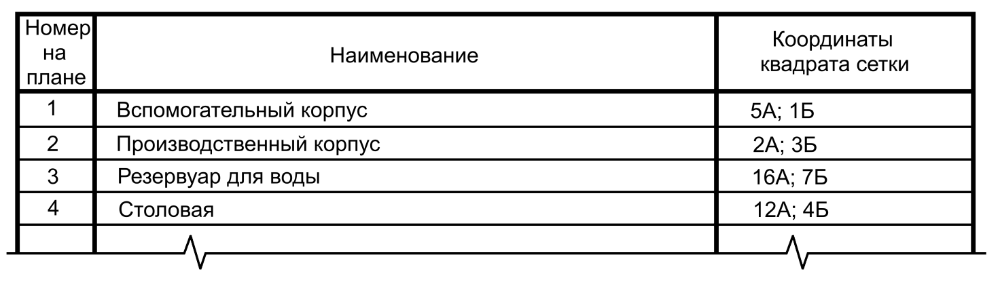 Номер
на
плане
Наименование
Координаты
квадрата сетки
1 Вспомогательный корпус 5А; 1Б
2 Производственный корпус 2А; 3Б
3 Резервуар для воды 16А; 7Б
4 Столовая 12А; 4Б